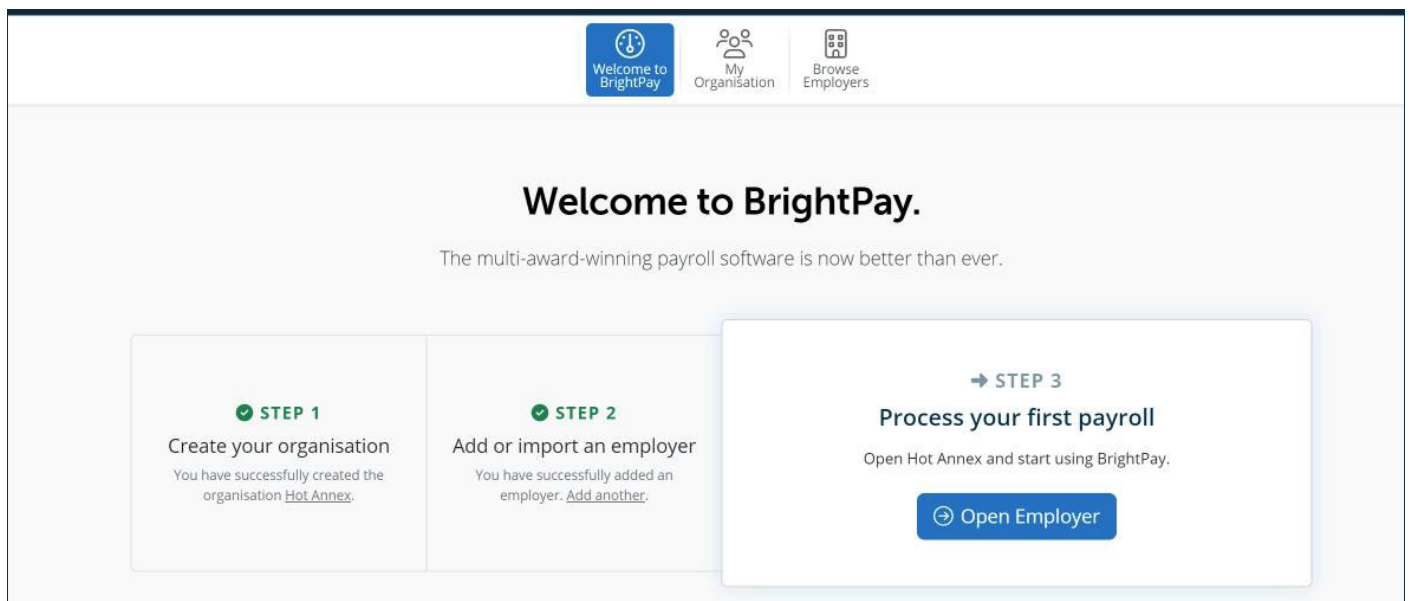 Welcome to
BrightPay
My
Organisation
Browse
Employers
Welcome to BrightPay.
The multi-award-winning payroll software is now better than ever.
STEP 1
Create your organisation
You have successfully created the
organisation Hot Annex.
STEP 2
Add or import an employer
You have successfully added an
employer. Add another.
STEP 3
Process your first payroll
Open Hot Annex and start using BrightPay.
Open Employer